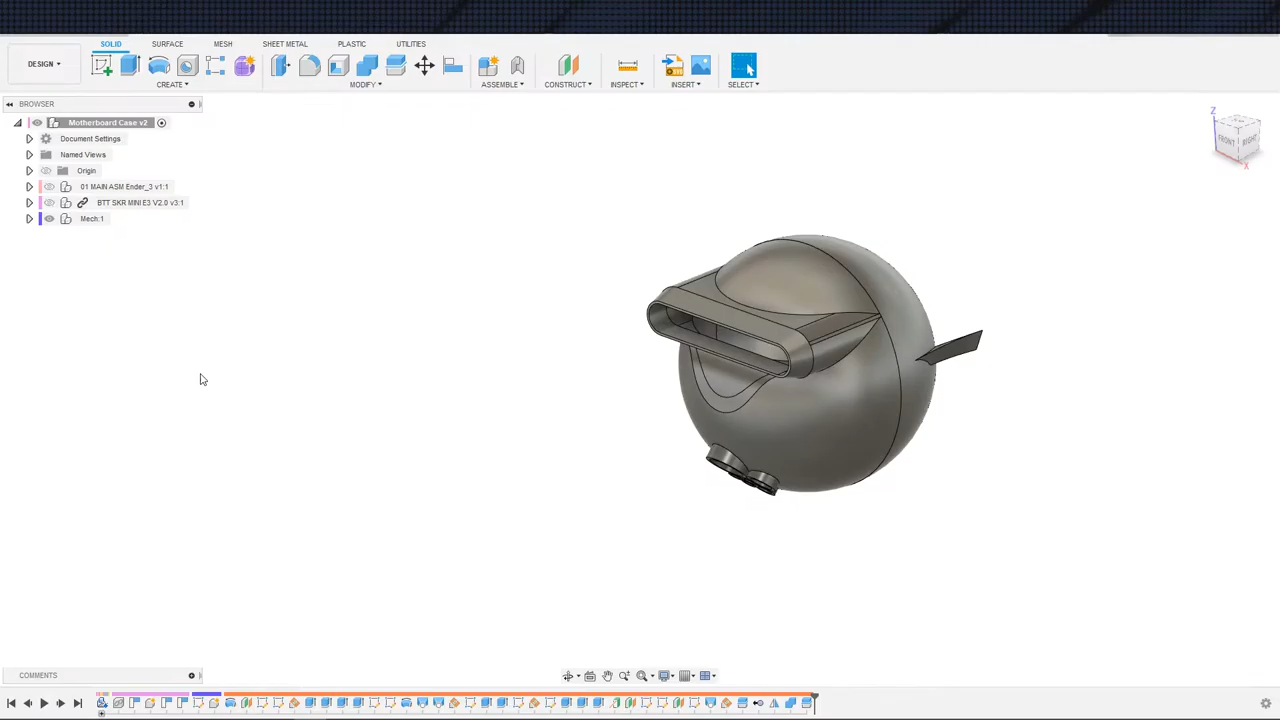 SOLID SURFACE MESH SHEET METAL PLASTIC UTILITIES
DESIGN
CREATE MODIFY ASSEMBLE CONSTRUCT INSPECT INSERT SELECT
BROWSER
Motherboard Case v2
Document Settings
Named Views
Origin
01 MAIN ASM Ender_3 v1:1
BTT SKR MINI E3 V2.0 v3:1
Mech:1
Z
FRONT RIGHT
X
COMMENTS